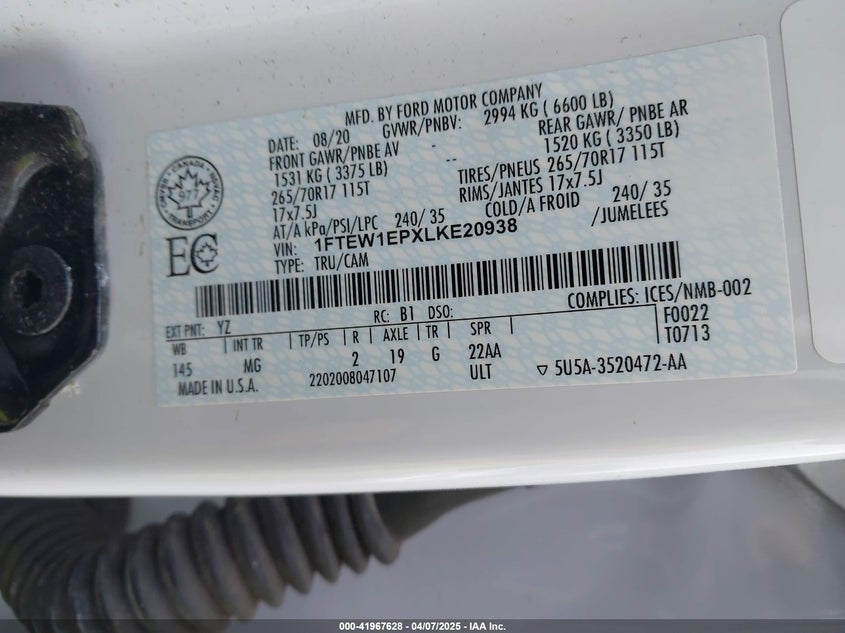 MFD. BY FORD MOTOR COMPANY
DATE: 08/20 GVWR/PNBV: 2994 KG ( 6600 LB)
FRONT GAWR/ PNBE AV - REAR GAWR/ PNBE AR
1531 KG ( 3375 LB) -- 1520 KG ( 3350 LB)
265/70R17 115T TIRES/PNEUS 265/70R17 115T
17x7.5J RIMS/JANTES 17x7.5J
AT/A kPa/PSI/LPC 240/ 35 COLD/A FROID 240/ 35
VIN: 1FTEW1EPXLKE20938 /JUMELEES
TYPE: TRU/CAM
CANADA
977
TRANSPORT
EC
COMPLIES: ICES/NMB-002
RC: B1 DSO:
EXT PNT: YZ F0022
WB INT TR TP/PS R AXLE TR SPR T0713
145 MG 2 19 G 22AA
MADE IN U.S.A. 2202008047107 ULT ▽ 5U5A-3520472-AA
000-41967628 - 04/07/2025 - IAA Inc.